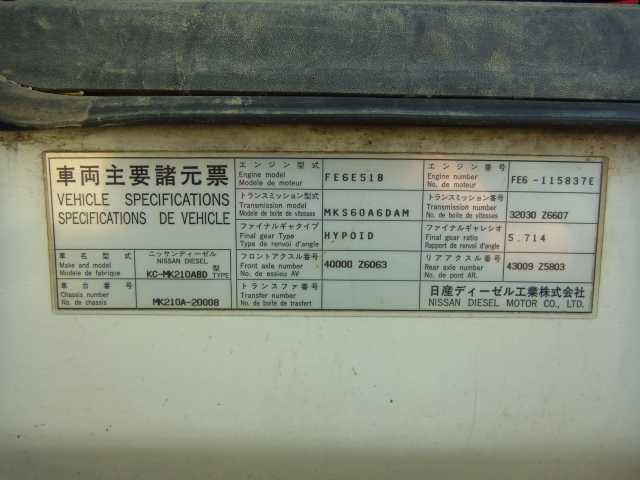 車両主要諸元票
VEHICLE SPECIFICATIONS
SPECIFICATIONS DE VEHICLE
車名型式
Make and model
Modele de fabrique
ニッサンディーゼル
NISSAN DIESEL
KC-MK210ABD
型
TYPE
車台番号
Chassis number
No. de chassis
MK210A-20008
エンジン型式
Engine model
Modele de moteur
FE6E51B
エンジン番号
Engine number
No. de moteur
FE6 -115837E
トランスミッション型式
Transmission model
Modele de boite de vitesses
MKS60A6DAM
トランスミッション番号
Transmission number
No. de boite de vitesses
32030 Z6607
ファイナルギャタイプ
Final gear Type
Type de renvoi d'angle
HYPOID
ファイナルギャレシオ
Final gear ratio
Rapport de renvoi d'angle
5.714
フロントアクスル番号
Front axle number
No. de essieu AV
40000 Z6063
リアアクスル番号
Rear axle number
No. de pont AR.
43009 Z5803
トランスファ番号
Transfer number
No. de boite de trasfert
日産ディーゼル工業株式会社
NISSAN DIESEL MOTOR CO., LTD.